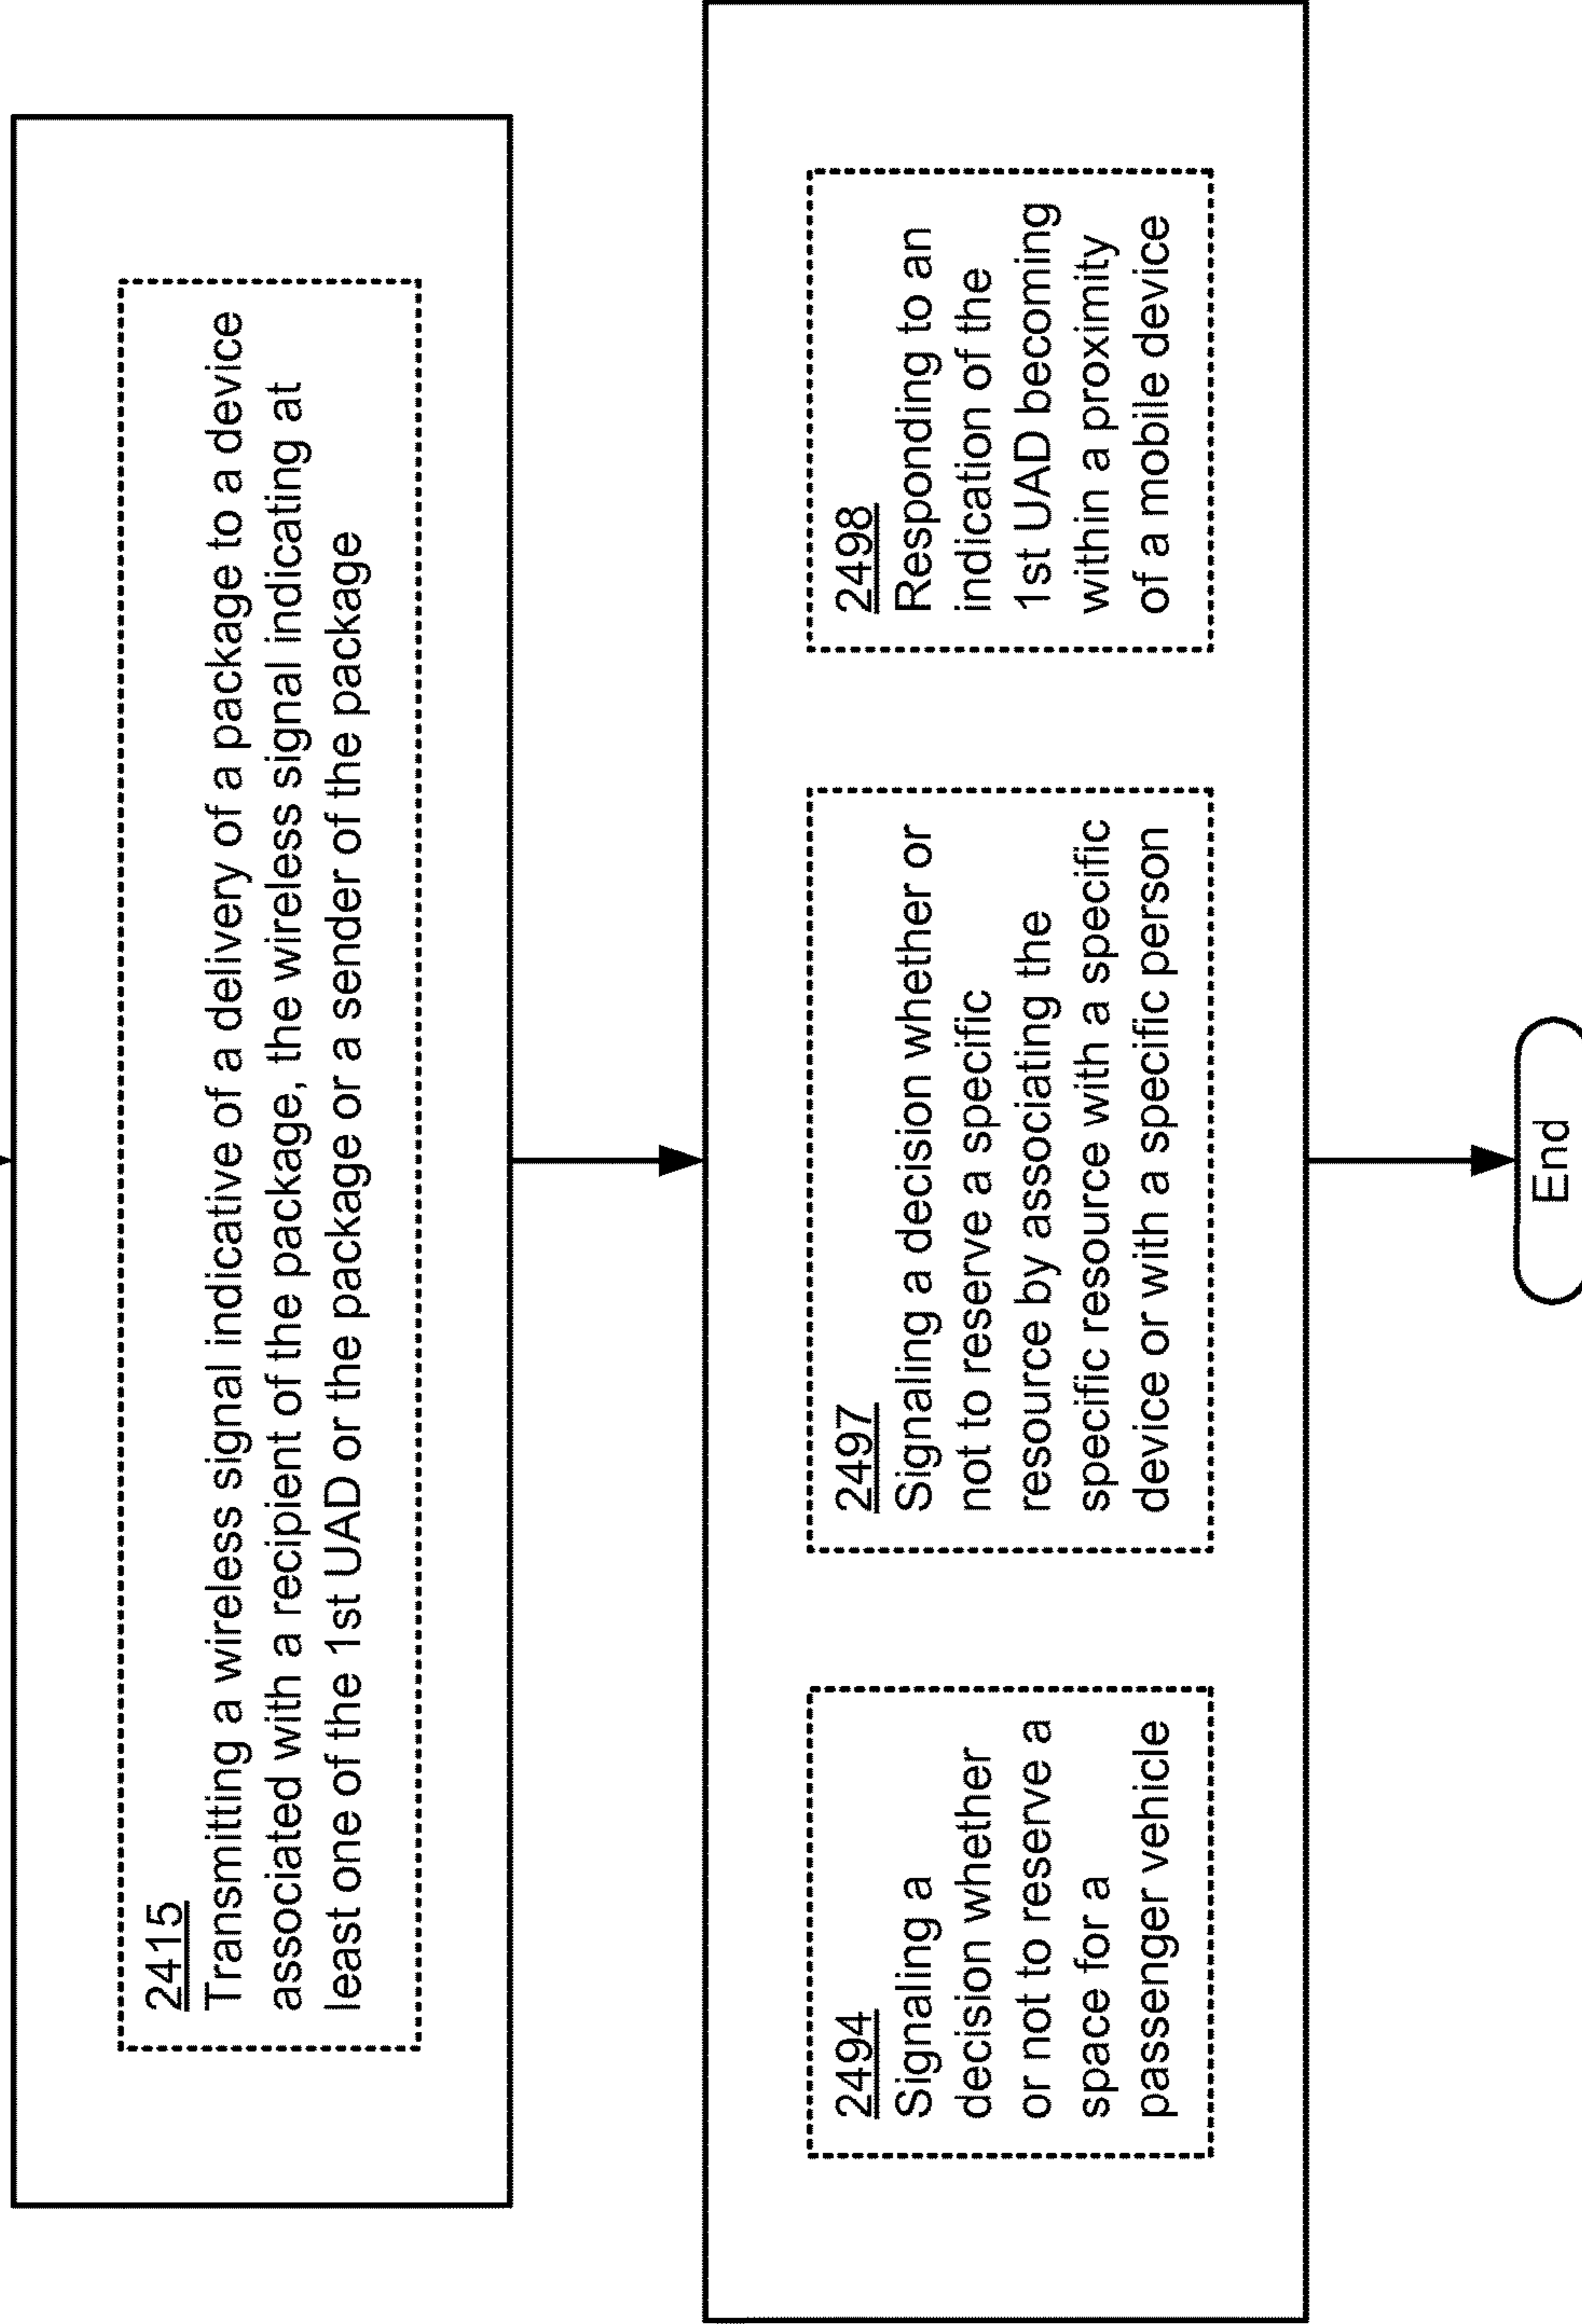 2415
Transmitting a wireless signal indicative of a delivery of a package to a device
associated with a recipient of the package, the wireless signal indicating at
least one of the 1st UAD or the package or a sender of the package
2494
Signaling a
decision whether
or not to reserve a
space for a
passenger vehicle
2497
Signaling a decision whether or
not to reserve a specific
resource by associating the
specific resource with a specific
device or with a specific person
2498
Responding to an
indication of the
1st UAD becoming
within a proximity
of a mobile device
End